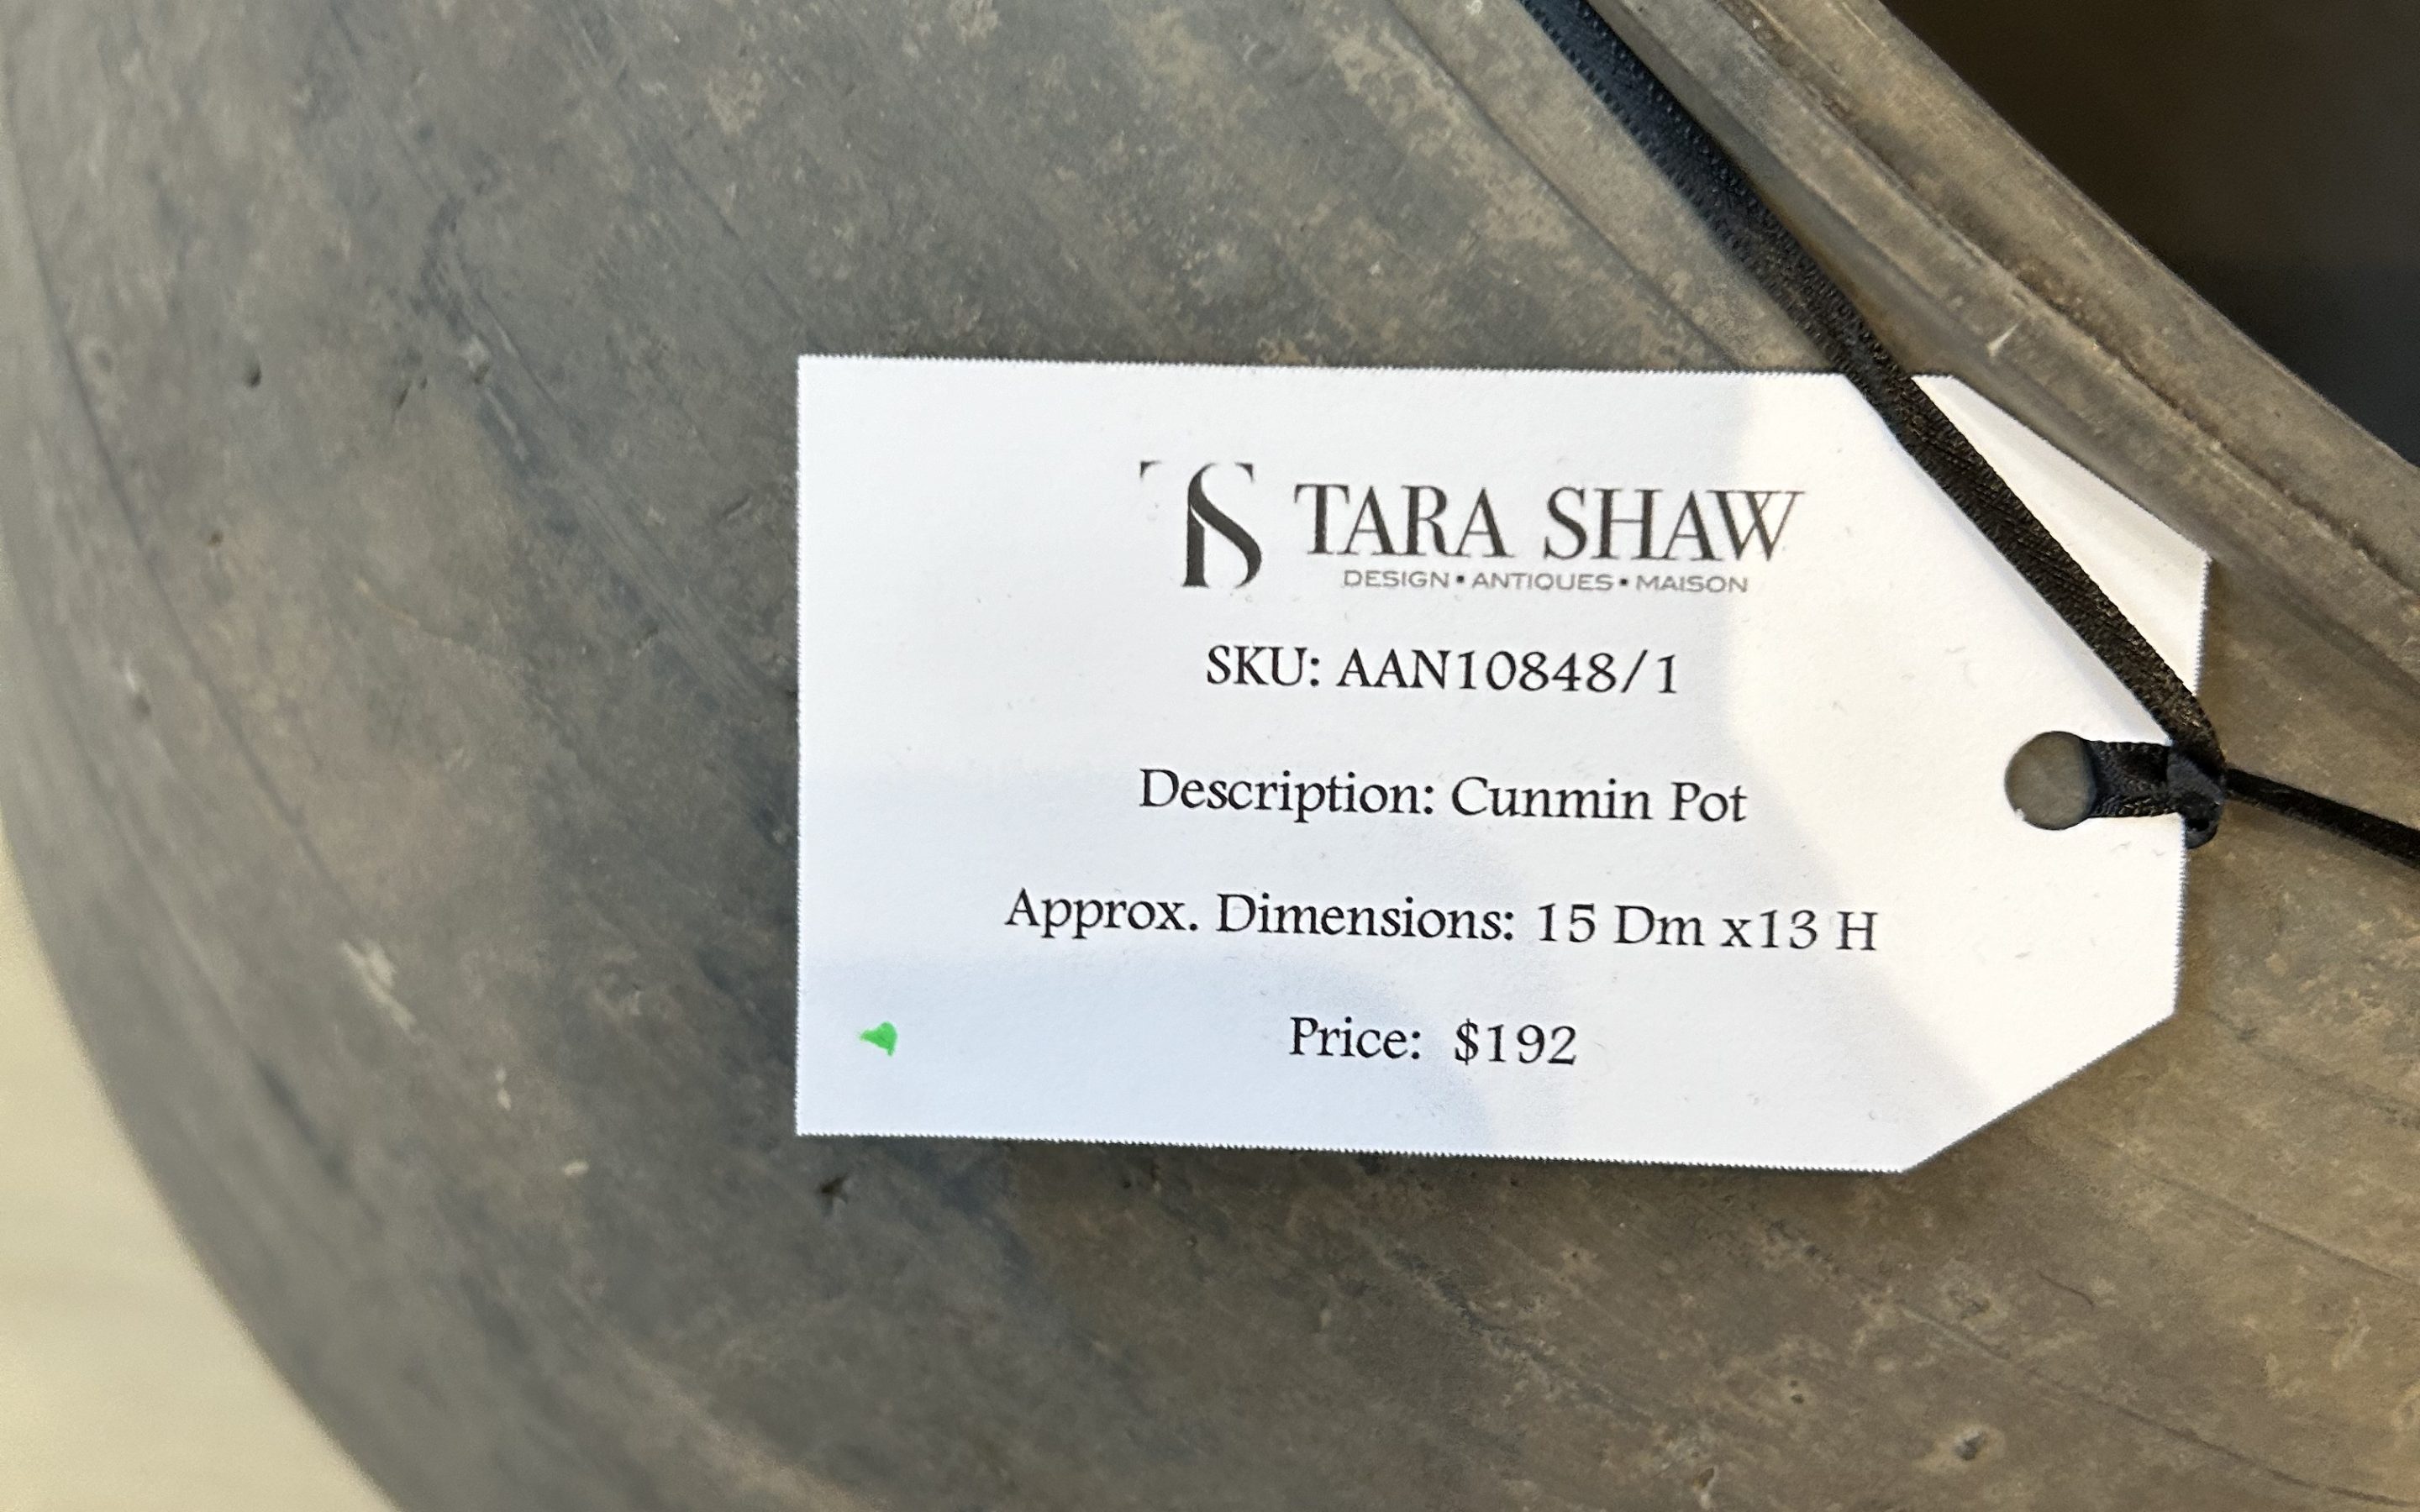 TS TARA SHAW
DESIGN ▪ ANTIQUES ▪ MAISON
SKU: AAN10848/1
Description: Cunmin Pot
Approx. Dimensions: 15 Dm x13 H
Price: $192